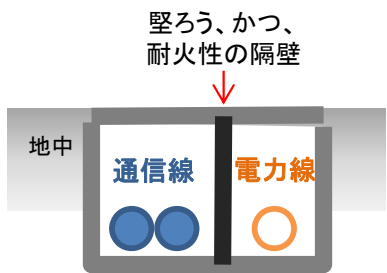 堅ろう、かつ、
耐火性の隔壁
地中
通信線
電力線